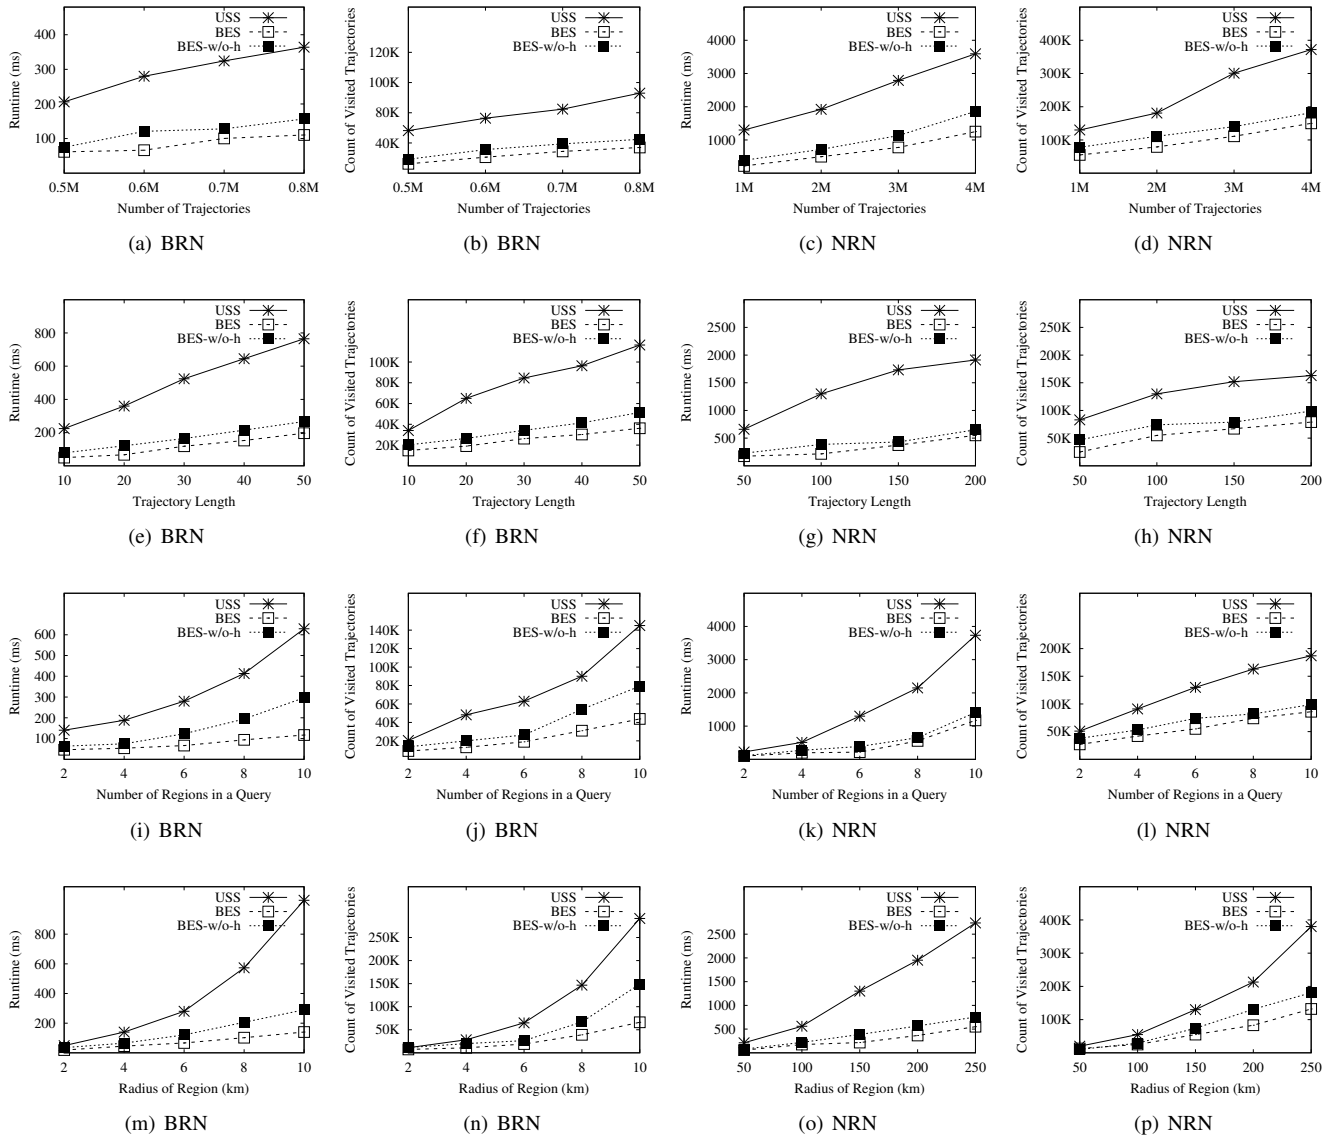 Runtime (ms)
400
300
200
100
0.5M 0.6M 0.7M 0.8M
Number of Trajectories
USS
BES
BES-w/o-h
(a) BRN
Count of Visited Trajectories
120K
80K
40K
0.5M 0.6M 0.7M 0.8M
Number of Trajectories
USS
BES
BES-w/o-h
(b) BRN
Runtime (ms)
4000
3000
2000
1000
1M 2M 3M 4M
Number of Trajectories
USS
BES
BES-w/o-h
(c) NRN
Count of Visited Trajectories
400K
300K
200K
100K
1M 2M 3M 4M
Number of Trajectories
USS
BES
BES-w/o-h
(d) NRN
Runtime (ms)
800
600
400
200
10 20 30 40 50
Trajectory Length
USS
BES
BES-w/o-h
(e) BRN
Count of Visited Trajectories
100K
80K
60K
40K
20K
10 20 30 40 50
Trajectory Length
USS
BES
BES-w/o-h
(f) BRN
Runtime (ms)
2500
2000
1500
1000
500
50 100 150 200
Trajectory Length
USS
BES
BES-w/o-h
(g) NRN
Count of Visited Trajectories
250K
200K
150K
100K
50K
50 100 150 200
Trajectory Length
USS
BES
BES-w/o-h
(h) NRN
Runtime (ms)
600
500
400
300
200
100
2 4 6 8 10
Number of Regions in a Query
USS
BES
BES-w/o-h
(i) BRN
Count of Visited Trajectories
140K
120K
100K
80K
60K
40K
20K
2 4 6 8 10
Number of Regions in a Query
USS
BES
BES-w/o-h
(j) BRN
Runtime (ms)
4000
3000
2000
1000
2 4 6 8 10
Number of Regions in a Query
USS
BES
BES-w/o-h
(k) NRN
Count of Visited Trajectories
200K
150K
100K
50K
2 4 6 8 10
Number of Regions in a Query
USS
BES
BES-w/o-h
(l) NRN
Runtime (ms)
800
600
400
200
2 4 6 8 10
Radius of Region (km)
USS
BES
BES-w/o-h
(m) BRN
Count of Visited Trajectories
250K
200K
150K
100K
50K
2 4 6 8 10
Radius of Region (km)
USS
BES
BES-w/o-h
(n) BRN
Runtime (ms)
2500
2000
1500
1000
500
50 100 150 200 250
Radius of Region (km)
USS
BES
BES-w/o-h
(o) NRN
Count of Visited Trajectories
400K
300K
200K
100K
50 100 150 200 250
Radius of Region (km)
USS
BES
BES-w/o-h
(p) NRN